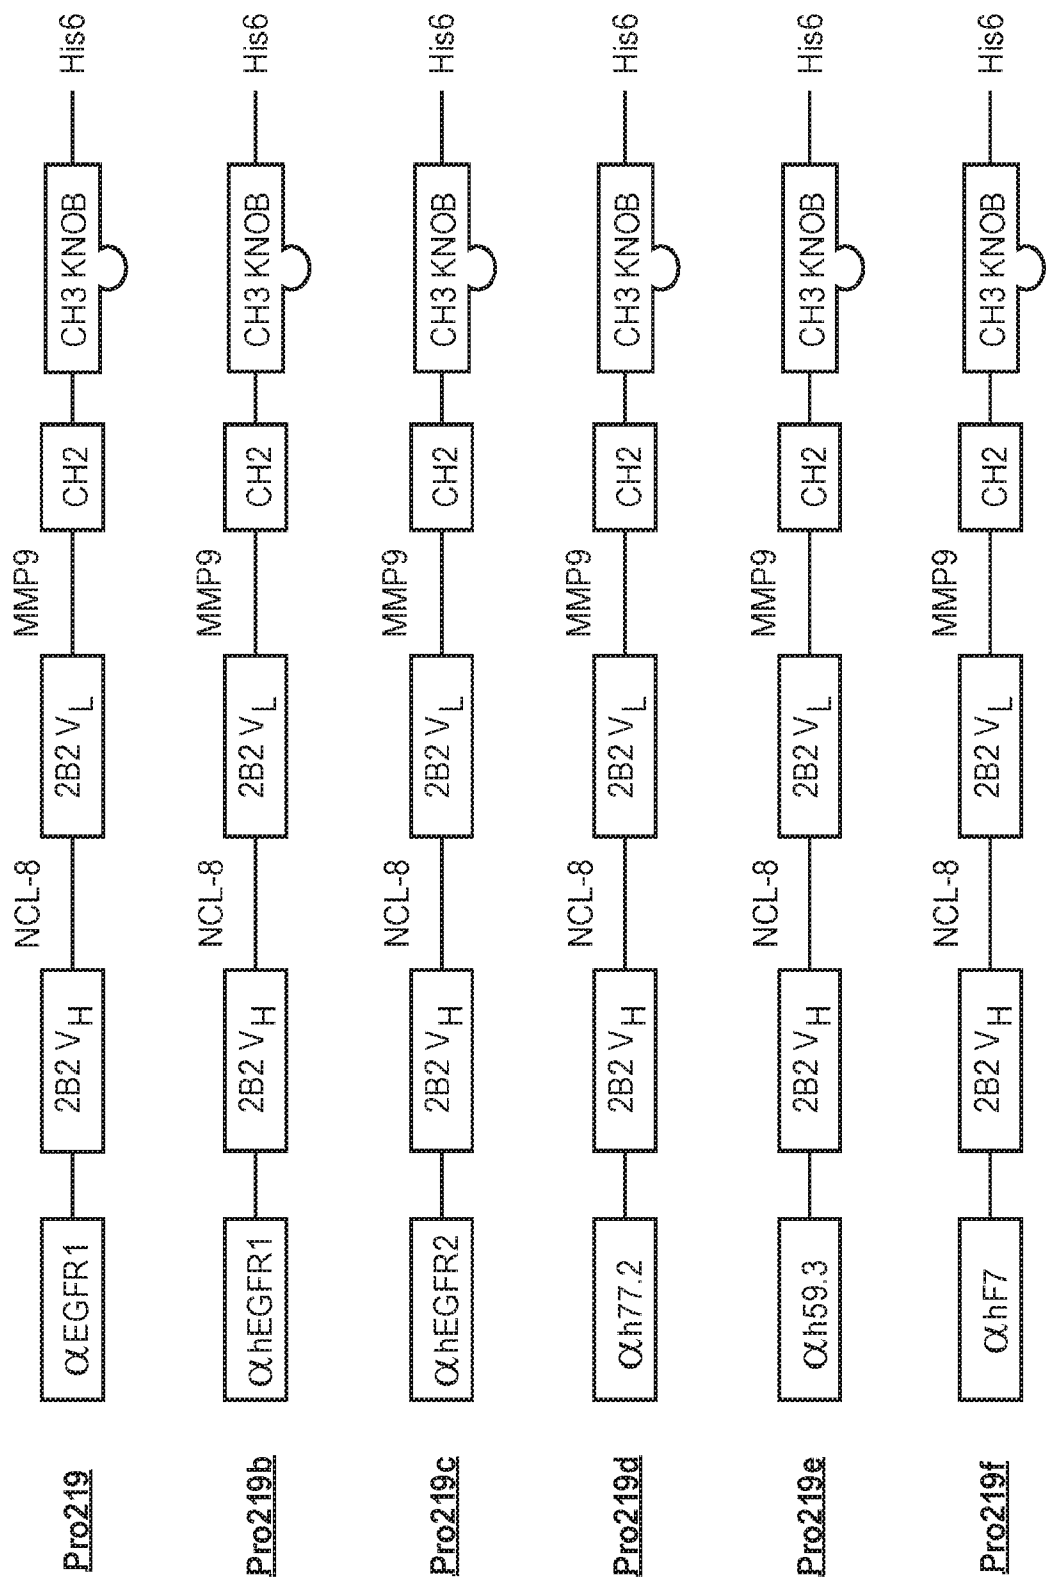 Pro219
αEGFR1
2B2 VH
NCL-8
2B2 VL
MMP9
CH2
CH3 KNOB
His6
Pro219b
αhEGFR1
2B2 VH
NCL-8
2B2 VL
MMP9
CH2
CH3 KNOB
His6
Pro219c
αhEGFR2
2B2 VH
NCL-8
2B2 VL
MMP9
CH2
CH3 KNOB
His6
Pro219d
αh77.2
2B2 VH
NCL-8
2B2 VL
MMP9
CH2
CH3 KNOB
His6
Pro219e
αh59.3
2B2 VH
NCL-8
2B2 VL
MMP9
CH2
CH3 KNOB
His6
Pro219f
αhF7
2B2 VH
NCL-8
2B2 VL
MMP9
CH2
CH3 KNOB
His6